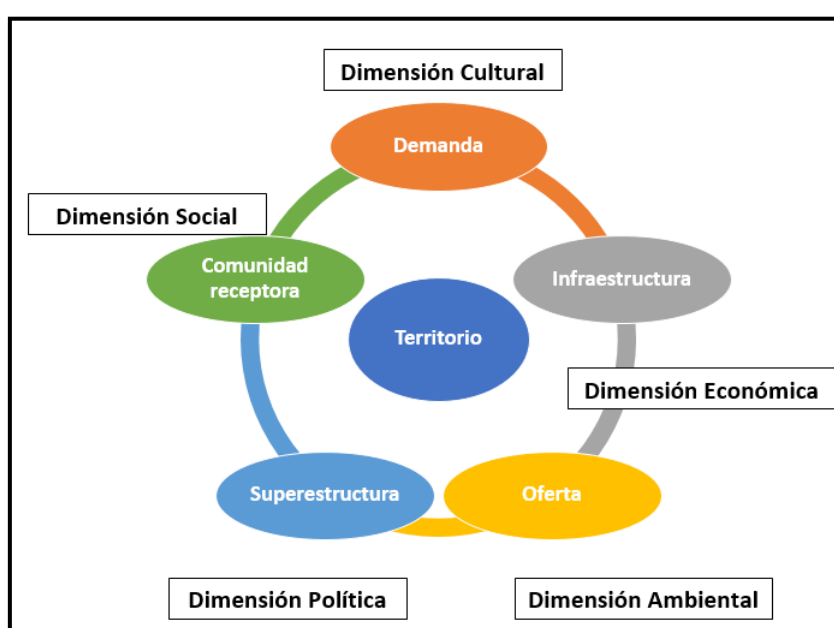 Dimensión Cultural
Demanda
Dimensión Social
Comunidad
receptora
Infraestructura
Territorio
Dimensión Económica
Superestructura
Oferta
Dimensión Política
Dimensión Ambiental